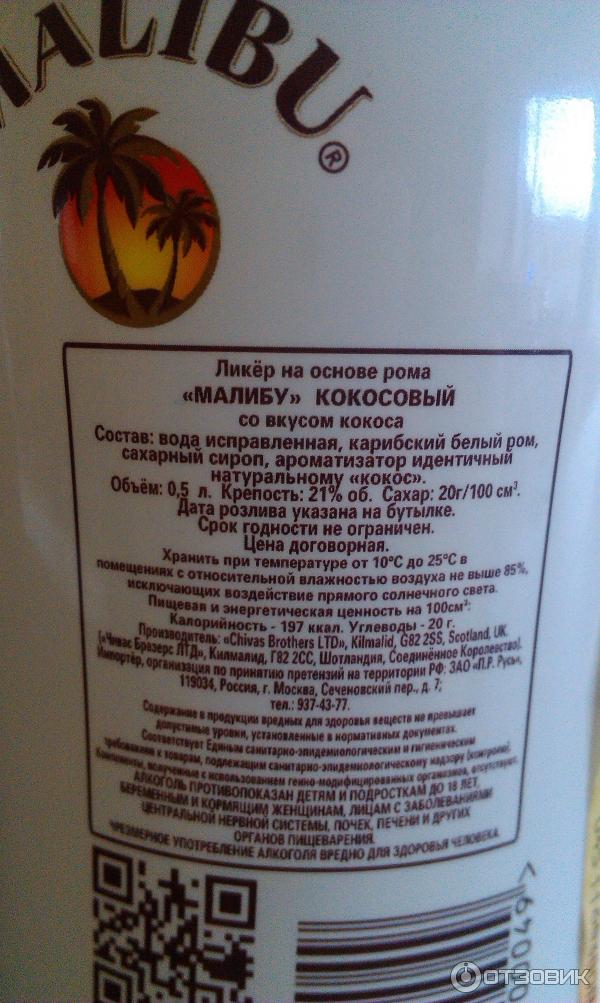 MALIBU®
Ликёр на основе рома
«МАЛИБУ» КОКОСОВЫЙ
со вкусом кокоса
Состав: вода исправленная, карибский белый ром,
сахарный сироп, ароматизатор идентичный
натуральному «кокос».
Объём: 0,5 л. Крепость: 21% об. Сахар: 20г/100 см³.
Дата розлива указана на бутылке.
Срок годности не ограничен.
Цена договорная.
Хранить при температуре от 10°С до 25°С в
помещениях с относительной влажностью воздуха не выше 85%,
исключающих воздействие прямого солнечного света.
Пищевая и энергетическая ценность на 100см³:
Калорийность - 197 ккал. Углеводы - 20 г.
Производитель: «Chivas Brothers LTD», Kilmalid, G82 2SS, Scotland, UK.
(«Чивас Бразерс ЛТД», Килмалид, Г82 2СС, Шотландия, Соединённое Королевство).
Импортёр, организация по принятию претензий на территории РФ: ЗАО «П.Р. Русь»,
119034, Россия, г. Москва, Сеченовский пер., д. 7;
тел.: 937-43-77.
Содержание в продукции вредных для здоровья веществ не превышает
допустимые уровни, установленные в нормативных документах.
Соответствует Единым санитарно-эпидемиологическим и гигиеническим
требованиям к товарам, подлежащим санитарно-эпидемиологическому надзору (контролю).
Компоненты, полученные с использованием генно-модифицированных организмов, отсутствуют.
АЛКОГОЛЬ ПРОТИВОПОКАЗАН ДЕТЯМ И ПОДРОСТКАМ ДО 18 ЛЕТ,
БЕРЕМЕННЫМ И КОРМЯЩИМ ЖЕНЩИНАМ, ЛИЦАМ С ЗАБОЛЕВАНИЯМИ
ЦЕНТРАЛЬНОЙ НЕРВНОЙ СИСТЕМЫ, ПОЧЕК, ПЕЧЕНИ И ДРУГИХ
ОРГАНОВ ПИЩЕВАРЕНИЯ.
ЧРЕЗМЕРНОЕ УПОТРЕБЛЕНИЕ АЛКОГОЛЯ ВРЕДНО ДЛЯ ЗДОРОВЬЯ ЧЕЛОВЕКА.
ОТЗОВИК